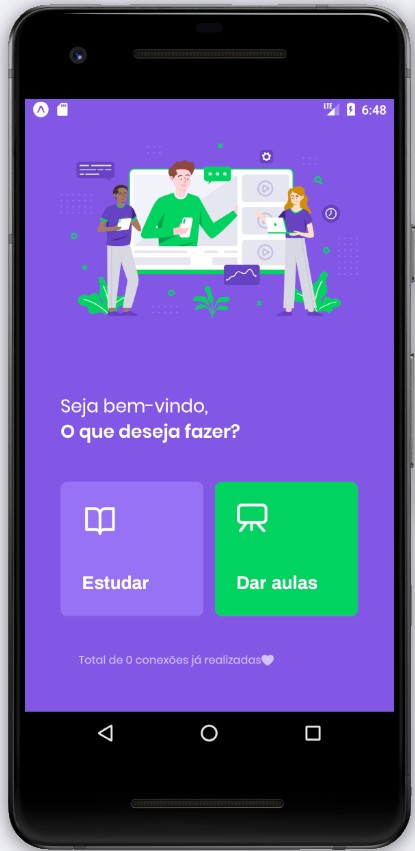 LTE 6:48
Seja bem-vindo,
O que deseja fazer?
Estudar
Dar aulas
Total de 0 conexões já realizadas